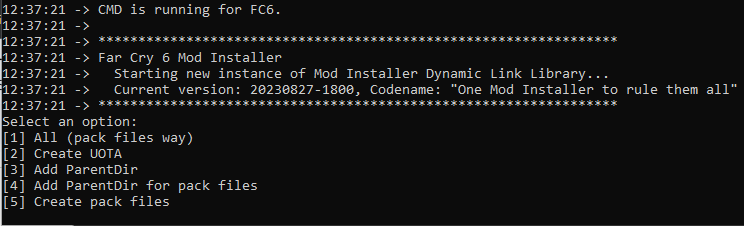 12:37:21 -> CMD is running for FC6.
12:37:21 ->
12:37:21 -> *****************************************************************
12:37:21 -> Far Cry 6 Mod Installer
12:37:21 ->   Starting new instance of Mod Installer Dynamic Link Library...
12:37:21 ->   Current version: 20230827-1800, Codename: "One Mod Installer to rule them all"
12:37:21 -> *****************************************************************
Select an option:
[1] All (pack files way)
[2] Create UOTA
[3] Add ParentDir
[4] Add ParentDir for pack files
[5] Create pack files